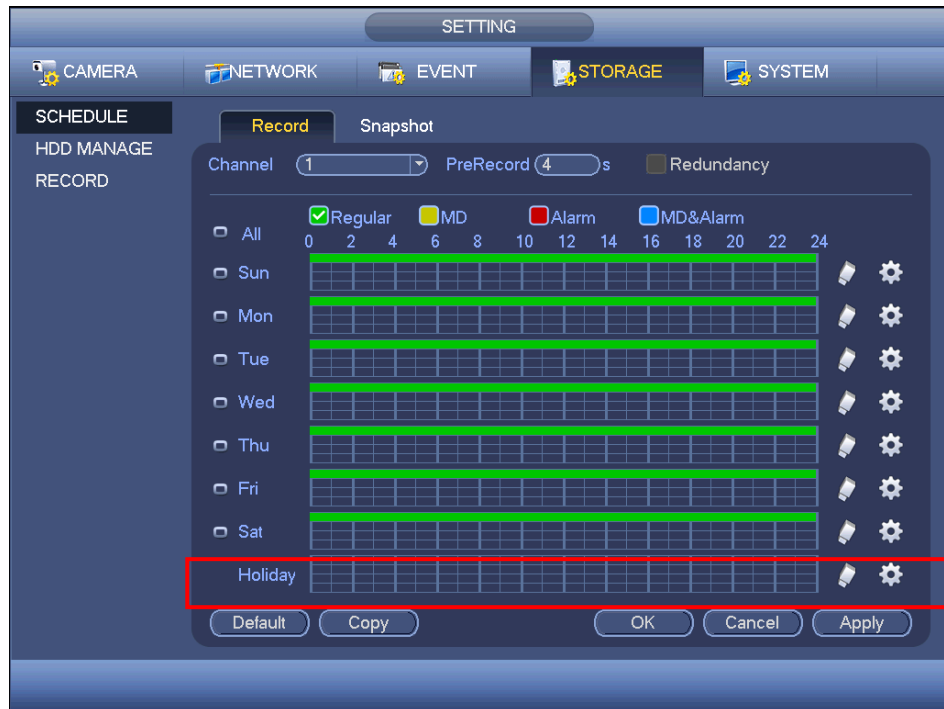 SETTING
CAMERA NETWORK EVENT STORAGE SYSTEM
SCHEDULE
HDD MANAGE
RECORD
Record Snapshot
Channel 1 PreRecord 4 s Redundancy
Regular MD Alarm MD&Alarm
All 0 2 4 6 8 10 12 14 16 18 20 22 24
Sun
Mon
Tue
Wed
Thu
Fri
Sat
Holiday
Default Copy OK Cancel Apply